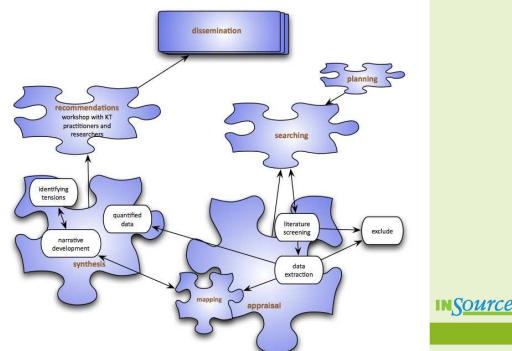 dissemination
planning
recommendations
workshop with KT
practitioners and
researchers
searching
identifying
tensions
quantified
data
literature
screening
exclude
narrative
development
synthesis
data
extraction
mapping
appraisal
INSource